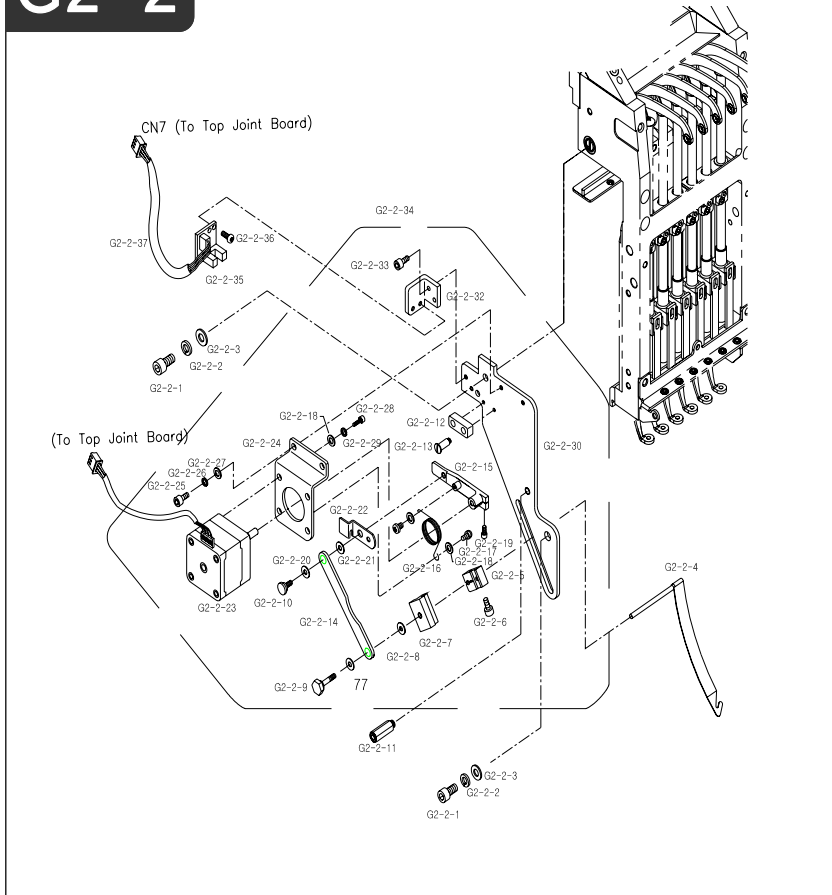 G2-2
CN7 (To Top Joint Board)
G2-2-34
G2-2-36
G2-2-37
G2-2-33
G2-2-35
G2-2-32
G2-2-3
G2-2-2
G2-2-1
G2-2-28
G2-2-18
G2-2-12
(To Top Joint Board)
G2-2-24
G2-2-29
G2-2-13
G2-2-30
G2-2-27
G2-2-26
G2-2-15
G2-2-25
G2-2-22
G2-2-19
G2-2-17
G2-2-20
G2-2-21
G2-2-16
G2-2-18
G2-2-4
G2-2-5
G2-2-10
G2-2-23
G2-2-14
G2-2-6
G2-2-7
G2-2-8
G2-2-9
77
G2-2-11
G2-2-3
G2-2-2
G2-2-1